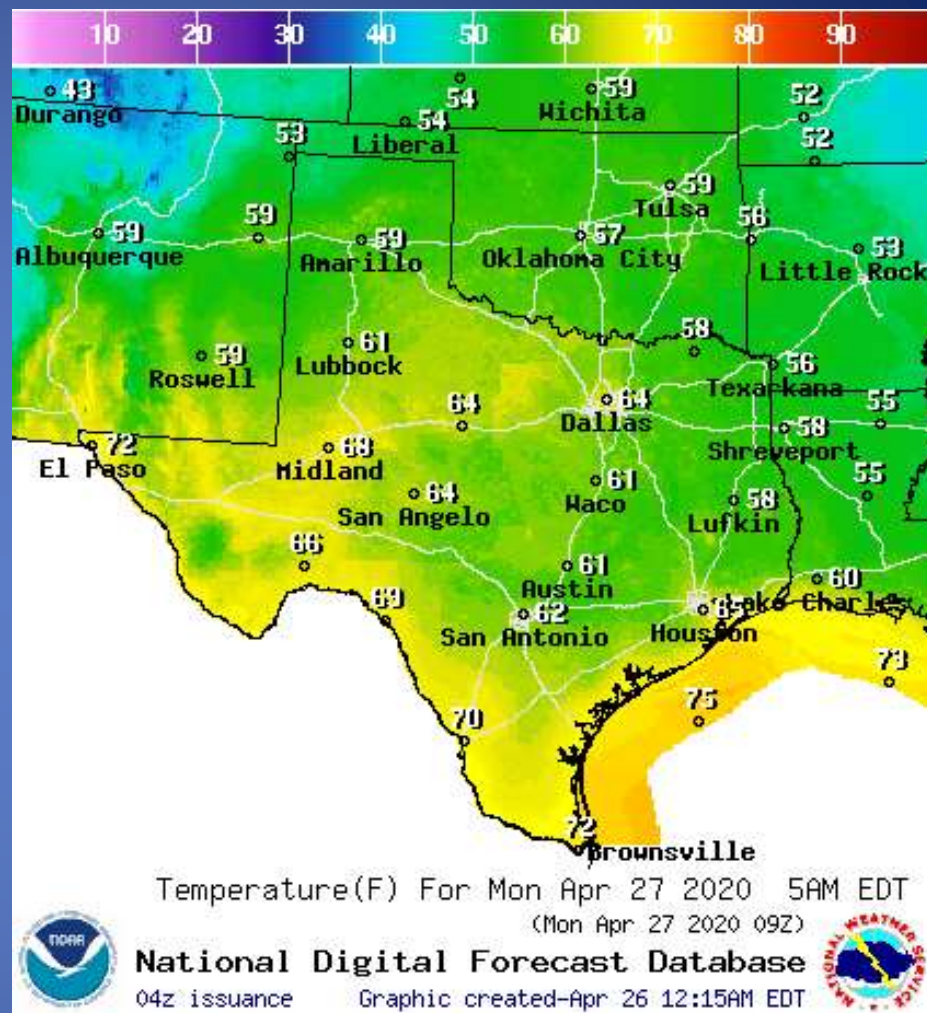 10 20 30 40 50 60 70 80 90
43
Durango
54
59
Wichita
52
54
Liberal
53
52
59
Tulsa
59
Albuquerque
59
59
Amarillo
57
Oklahoma City
56
53
Little Rock
59
Roswell
61
Lubbock
58
56
Texarkana
64
64
Dallas
55
58
Shreveport
72
El Paso
68
Midland
64
San Angelo
61
Waco
58
Lufkin
55
66
61
Austin
60
Lake Charles
69
62
San Antonio
65
Houston
73
75
70
72
Brownsville
Temperature(F) For Mon Apr 27 2020 5AM EDT
(Mon Apr 27 2020 09Z)
National Digital Forecast Database
04z issuance Graphic created-Apr 26 12:15AM EDT
NOAA
NATIONAL WEATHER SERVICE